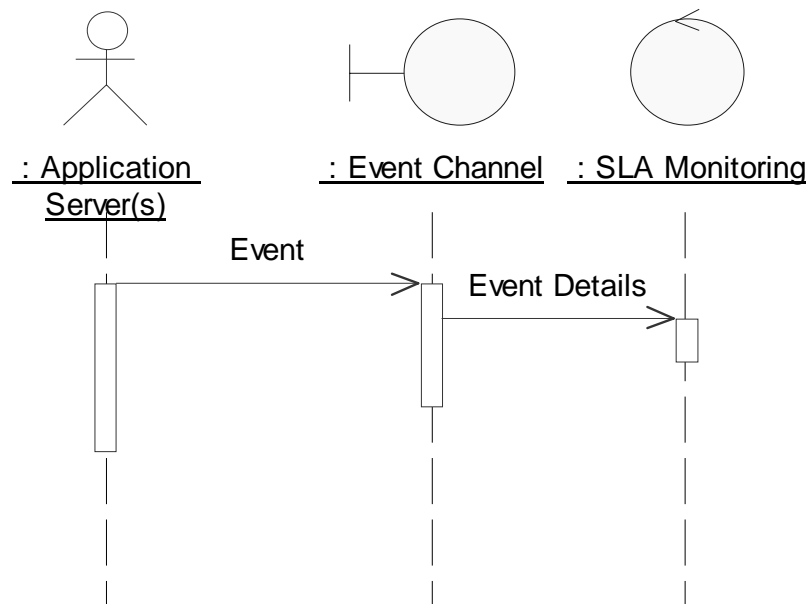 : Application
Server(s)
: Event Channel
: SLA Monitoring
Event
Event Details